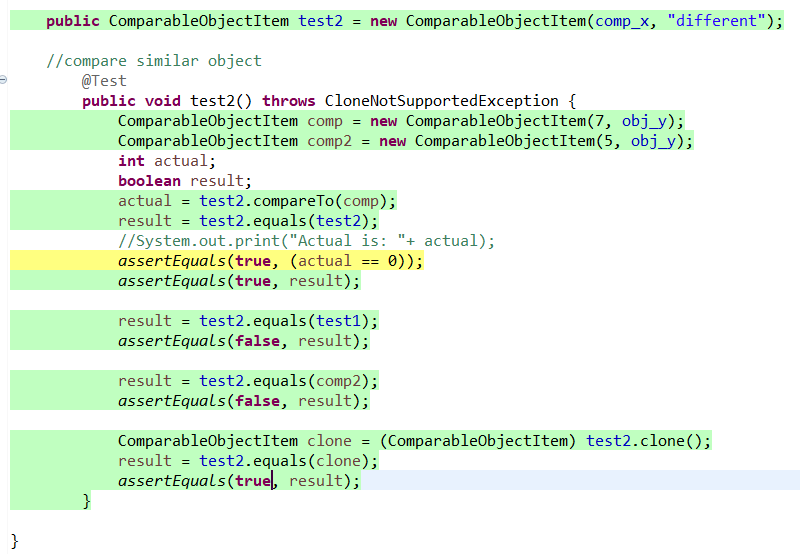 public ComparableObjectItem test2 = new ComparableObjectItem(comp_x, "different");
//compare similar object
@Test
public void test2() throws CloneNotSupportedException {
ComparableObjectItem comp = new ComparableObjectItem(7, obj_y);
ComparableObjectItem comp2 = new ComparableObjectItem(5, obj_y);
int actual;
boolean result;
actual = test2.compareTo(comp);
result = test2.equals(test2);
//System.out.print("Actual is: "+ actual);
assertEquals(true, (actual == 0));
assertEquals(true, result);
result = test2.equals(test1);
assertEquals(false, result);
result = test2.equals(comp2);
assertEquals(false, result);
ComparableObjectItem clone = (ComparableObjectItem) test2.clone();
result = test2.equals(clone);
assertEquals(true, result);
}
}